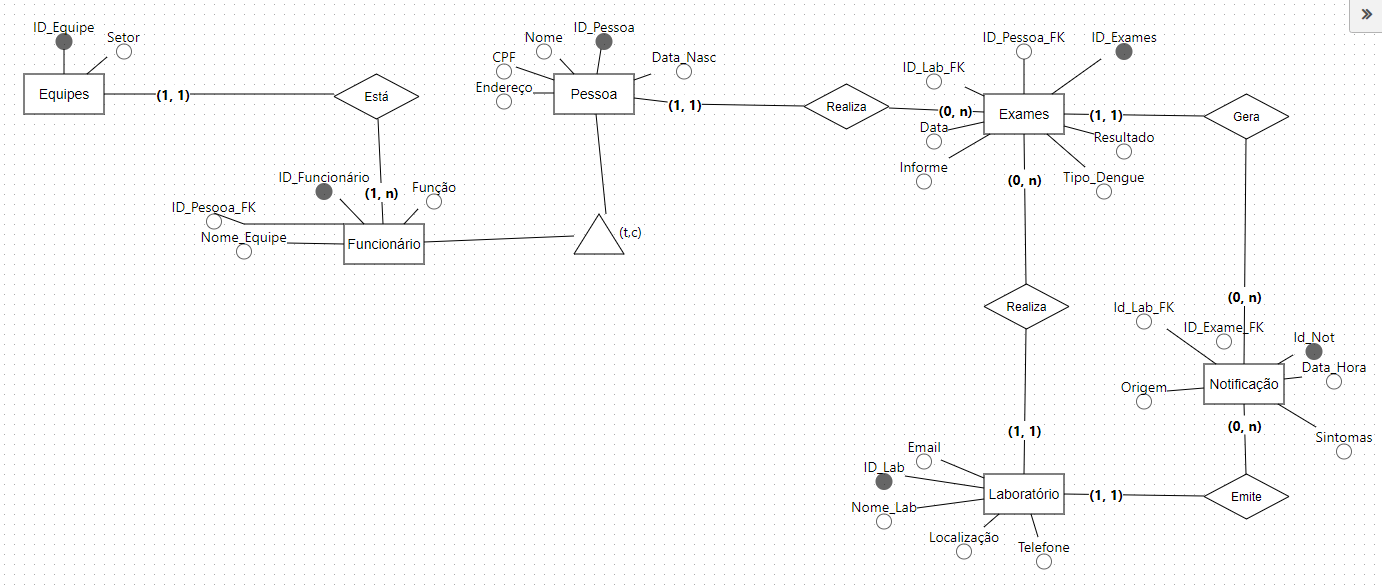 ID_Equipe
Setor
Equipes
(1, 1)
Está
(1, n)
ID_Funcionário
Função
ID_Pesooa_FK
Nome_Equipe
Funcionário
ID_Pessoa
Nome
CPF
Data_Nasc
Endereço
Pessoa
(1, 1)
(t,c)
Realiza
(0, n)
ID_Pessoa_FK
ID_Exames
ID_Lab_FK
Exames
Data
Informe
(1, 1)
Resultado
Tipo_Dengue
Gera
(0, n)
Realiza
(1, 1)
(0, n)
Id_Lab_FK
ID_Exame_FK
Id_Not
Data_Hora
Origem
Notificação
Sintomas
(0, n)
Email
ID_Lab
Nome_Lab
Laboratório
Localização
Telefone
(1, 1)
Emite